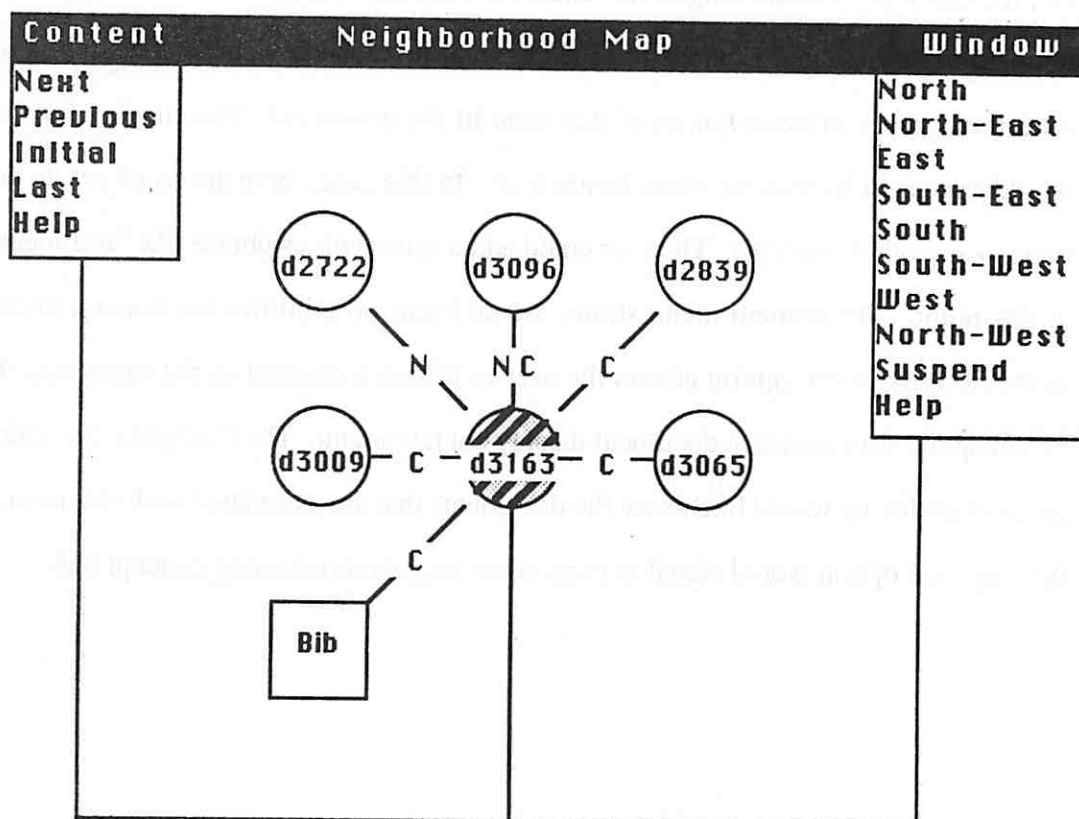 Content Neighborhood Map Window
Next
Previous
Initial
Last
Help
North
North-East
East
South-East
South
South-West
West
North-West
Suspend
Help
d2722 d3096 d2839
N NC C
d3009 C d3163 C d3065
C
Bib